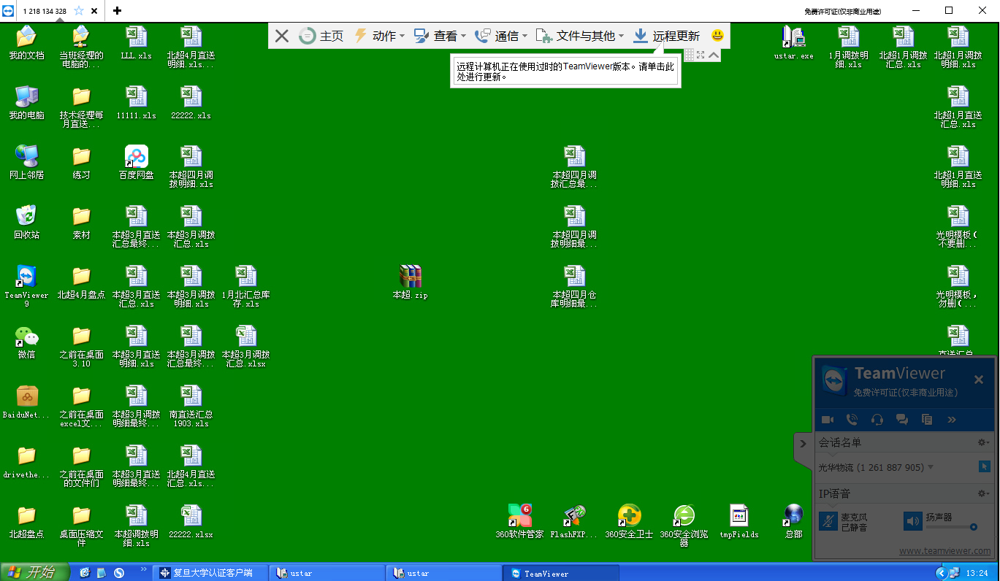 1 218 134 328
免费许可证(仅非商业用途)
主页
动作
查看
通信
文件与其他
远程更新
远程计算机正在使用过时的TeamViewer版本。请单击此
处进行更新。
我的文档
当班经理的
电脑的...
LLL.xls
北超4月直送
明细.xls...
ustar.exe
1月调拨明
细.xls
北超1月调拨
汇总.xls
北超1月调拨
明细.xls
我的电脑
技术经理每
月直送...
11111.xls
22222.xls
北超1月直送
汇总.xls
网上邻居
练习
百度网盘
本超四月调
拨明细.xls
本超四月调
拨汇总最...
北超1月直送
明细.xls
回收站
素材
本超3月直送
汇总最终...
本超3月调拨
汇总.xls
本超四月调
拨明细最...
光明模板(
不要删...
TeamViewer
9
北超4月盘点
本超3月直送
汇总.xls
本超3月调拨
明细.xls
1月北汇总库
存.xls
本超.zip
本超四月仓
库明细最...
光明模板,
勿删(...
微信
之前在桌面
3.10
本超3月直送
明细.xls
本超3月调拨
汇总最终...
本超3月调拨
汇总.xlsx
直送汇总
BaiduNet...
之前在桌面
excel文...
本超3月调拨
明细最终...
南直送汇总
1903.xls
drivethe...
之前在桌面
的文件们
本超3月直送
明细最终...
北超4月直送
汇总.xls...
北超盘点
桌面压缩文
件
本超调拨明
细.xls
22222.xlsx
6
360软件管家
FlashFXP...
360安全卫士
360安全浏览
器
tmpFields
总部
TeamViewer
免费许可证(仅非商业用途)
会话名单
光华物流 (1 261 887 905)
IP语音
麦克风
已静音
扬声器
www.teamviewer.com
开始
复旦大学认证客户端
ustar
ustar
TeamViewer
13:24